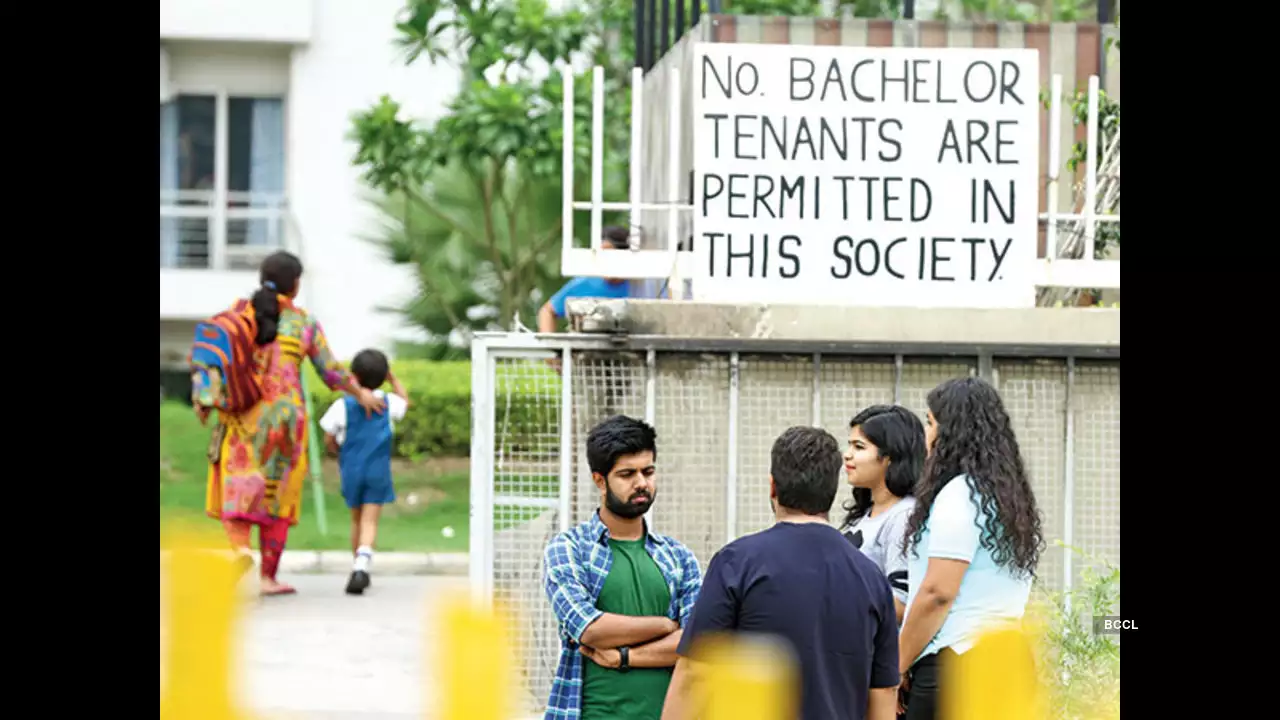 NO. BACHELOR
TENANTS ARE
PERMITTED IN
THIS SOCIETY.
BCCL